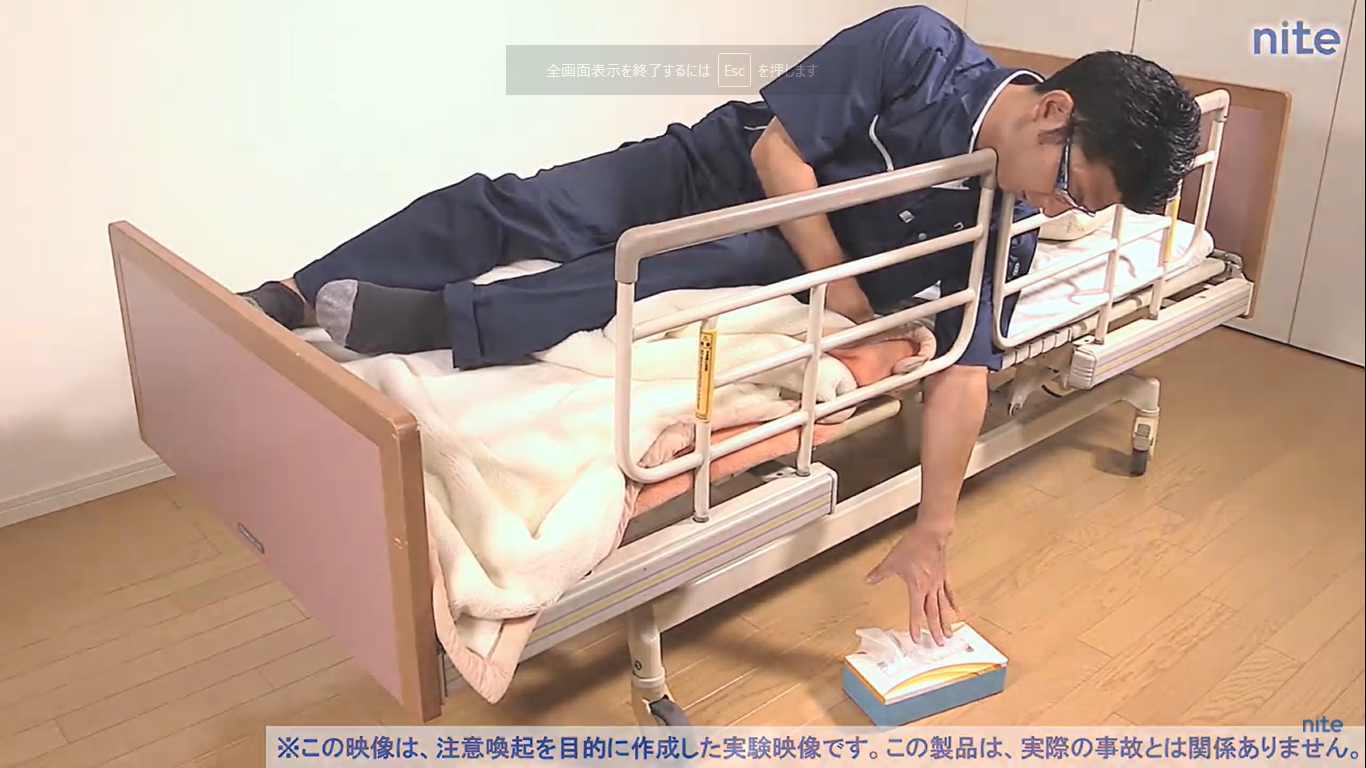 nite
全画面表示を終了するには Esc を押します
nite
※この映像は、注意喚起を目的に作成した実験映像です。この製品は、実際の事故とは関係ありません。